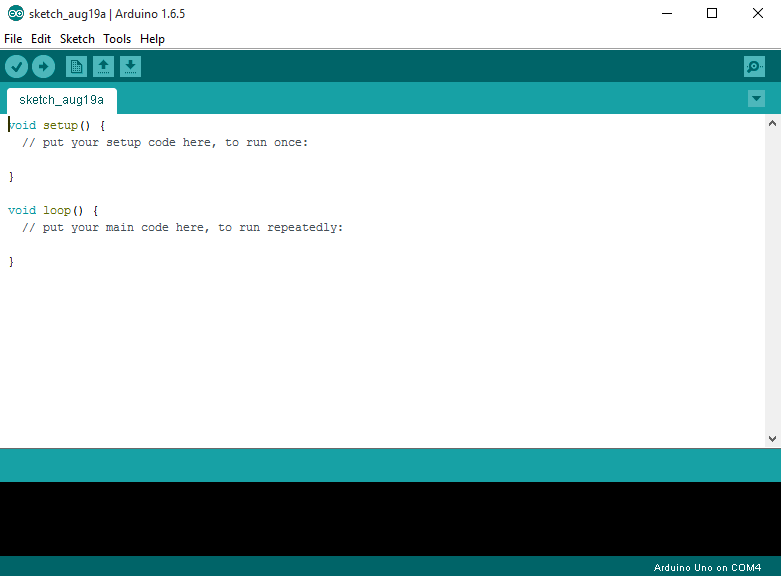 sketch_aug19a | Arduino 1.6.5
File Edit Sketch Tools Help
sketch_aug19a
void setup() {
  // put your setup code here, to run once:
}
void loop() {
  // put your main code here, to run repeatedly:
}
Arduino Uno on COM4